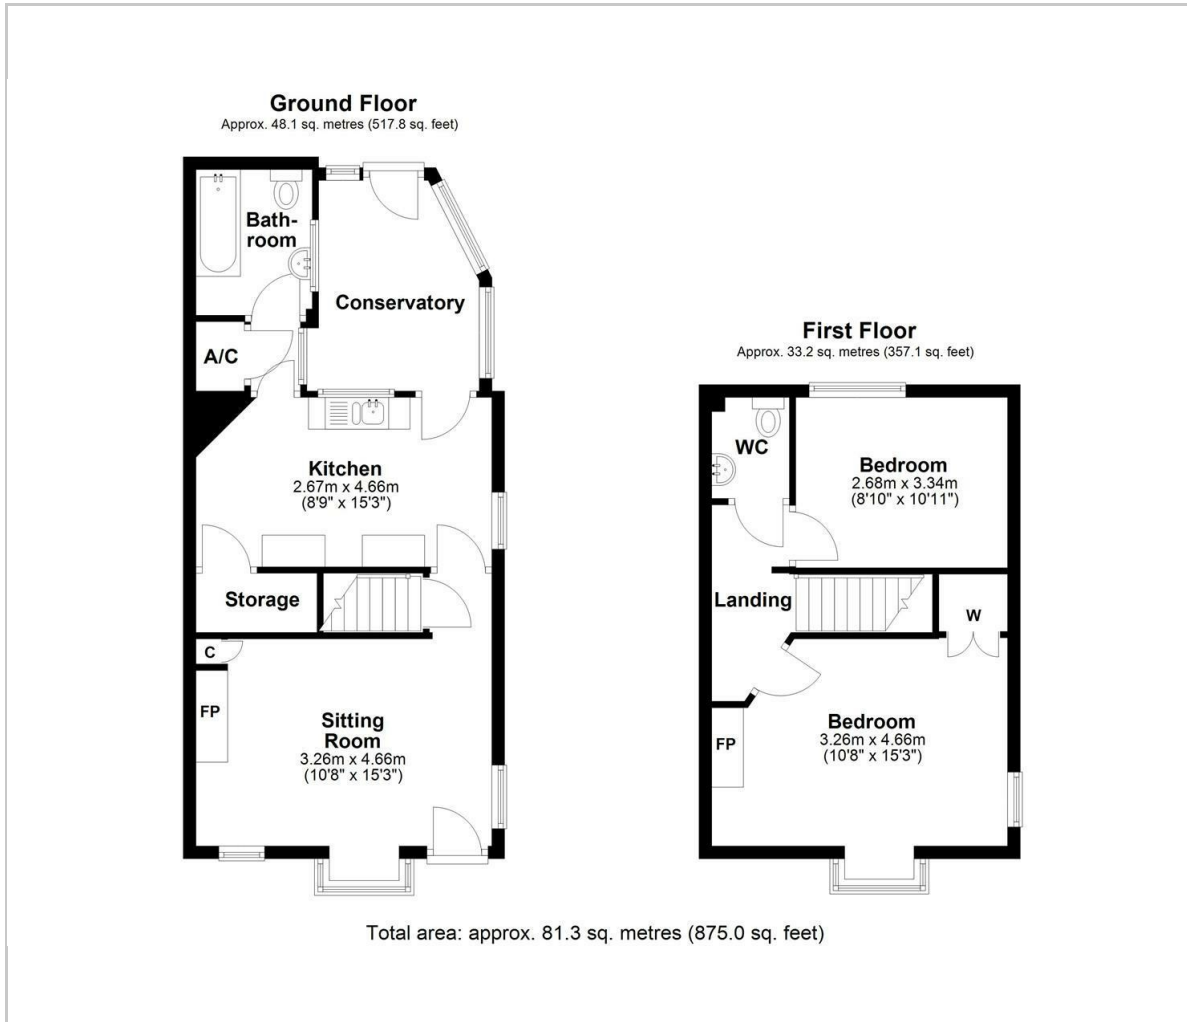 Ground Floor
Approx. 48.1 sq. metres (517.8 sq. feet)
Bath-
room
Conservatory
A/C
Kitchen
2.67m x 4.66m
(8'9" x 15'3")
Storage
C
FP
Sitting
Room
3.26m x 4.66m
(10'8" x 15'3")
First Floor
Approx. 33.2 sq. metres (357.1 sq. feet)
WC
Bedroom
2.68m x 3.34m
(8'10" x 10'11")
Landing
W
Bedroom
3.26m x 4.66m
(10'8" x 15'3")
FP
Total area: approx. 81.3 sq. metres (875.0 sq. feet)